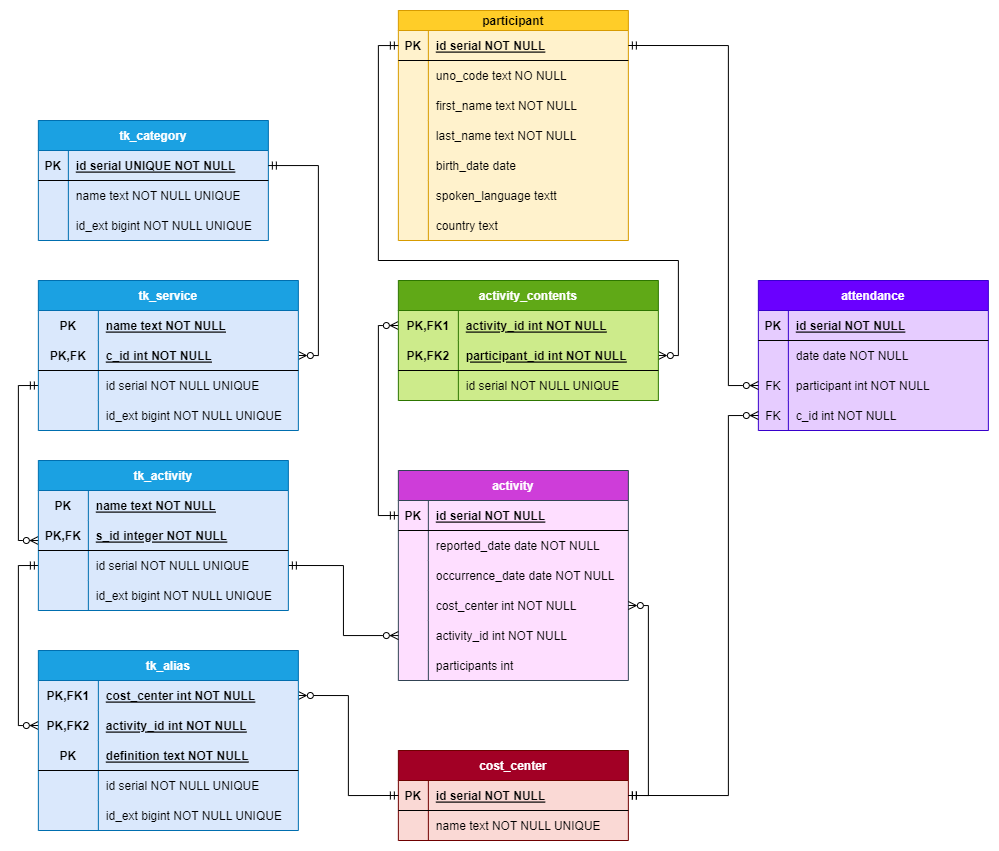 participant
PK id serial NOT NULL
uno_code text NO NULL
first_name text NOT NULL
last_name text NOT NULL
birth_date date
spoken_language textt
country text
tk_category
PK id serial UNIQUE NOT NULL
name text NOT NULL UNIQUE
id_ext bigint NOT NULL UNIQUE
tk_service
PK name text NOT NULL
PK,FK c_id int NOT NULL
id serial NOT NULL UNIQUE
id_ext bigint NOT NULL UNIQUE
activity_contents
PK,FK1 activity_id int NOT NULL
PK,FK2 participant_id int NOT NULL
id serial NOT NULL UNIQUE
attendance
PK id serial NOT NULL
date date NOT NULL
FK participant int NOT NULL
FK c_id int NOT NULL
tk_activity
PK name text NOT NULL
PK,FK s_id integer NOT NULL
id serial NOT NULL UNIQUE
id_ext bigint NOT NULL UNIQUE
activity
PK id serial NOT NULL
reported_date date NOT NULL
occurrence_date date NOT NULL
cost_center int NOT NULL
activity_id int NOT NULL
participants int
tk_alias
PK,FK1 cost_center int NOT NULL
PK,FK2 activity_id int NOT NULL
PK definition text NOT NULL
id serial NOT NULL UNIQUE
id_ext bigint NOT NULL UNIQUE
cost_center
PK id serial NOT NULL
name text NOT NULL UNIQUE